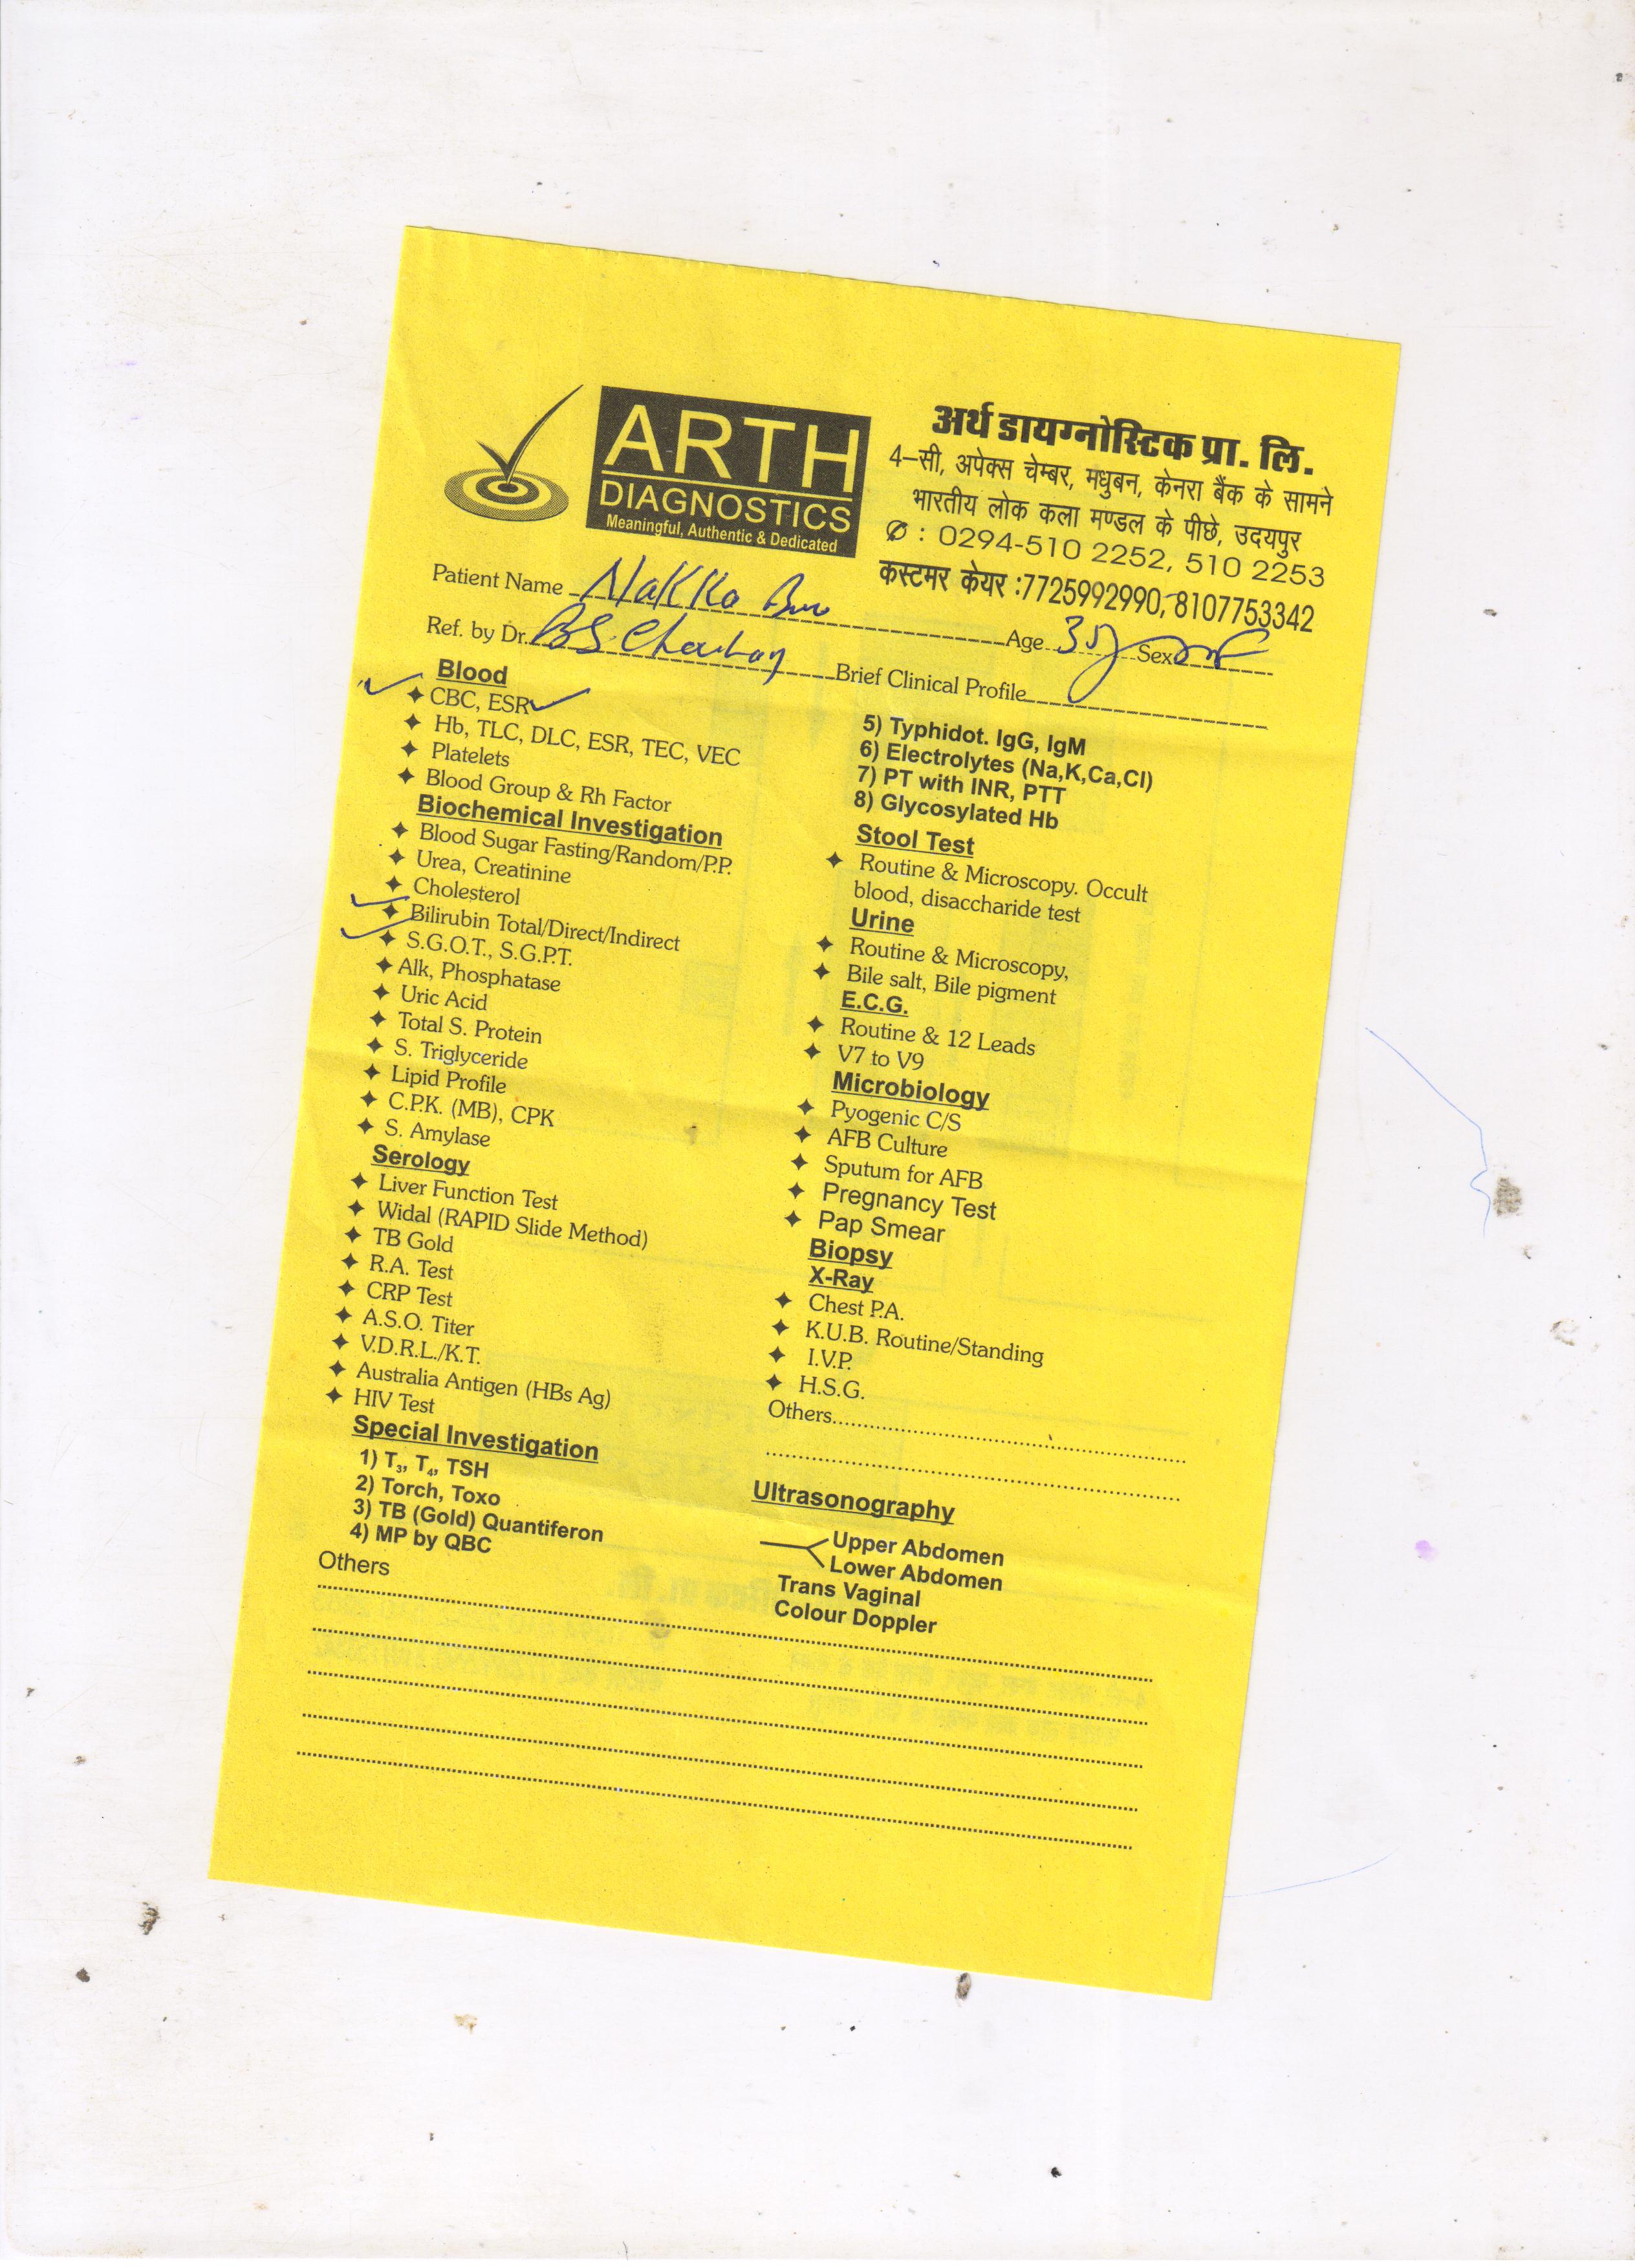 ARTH
DIAGNOSTICS
Meaningful, Authentic & Dedicated
अर्थ डायग्नोस्टिक प्रा. लि.
4-सी, अपेक्स चेम्बर, मधुबन, केनरा बैंक के सामने
भारतीय लोक कला मण्डल के पीछे, उदयपुर
: 0294-510 2252, 510 2253
कस्टमर केयर :7725992990, 8107753342
Patient Name
Age Sex
Ref. by Dr. BS Brief Clinical Profile
Blood
CBC, ESR
Hb, TLC, DLC, ESR, TEC, VEC
Platelets
Blood Group & Rh Factor
Biochemical Investigation
Blood Sugar Fasting/Random/P.P.
Urea, Creatinine
Cholesterol
Bilirubin Total/Direct/Indirect
S.G.O.T., S.G.P.T.
Alk, Phosphatase
Uric Acid
Total S. Protein
S. Triglyceride
Lipid Profile
C.P.K. (MB), CPK
S. Amylase
Serology
Liver Function Test
Widal (RAPID Slide Method)
TB Gold
R.A. Test
CRP Test
A.S.O. Titer
V.D.R.L./K.T.
Australia Antigen (HBs Ag)
HIV Test
Special Investigation
1) T₃, T₄, TSH
2) Torch, Toxo
3) TB (Gold) Quantiferon
4) MP by QBC
Others
5) Typhidot. IgG, IgM
6) Electrolytes (Na,K,Ca,Cl)
7) PT with INR, PTT
8) Glycosylated Hb
Stool Test
Routine & Microscopy. Occult
blood, disaccharide test
Urine
Routine & Microscopy,
Bile salt, Bile pigment
E.C.G.
Routine & 12 Leads
V7 to V9
Microbiology
Pyogenic C/S
AFB Culture
Sputum for AFB
Pregnancy Test
Pap Smear
Biopsy
X-Ray
Chest P.A.
K.U.B. Routine/Standing
I.V.P.
H.S.G.
Others
Ultrasonography
Upper Abdomen
Lower Abdomen
Trans Vaginal
Colour Doppler